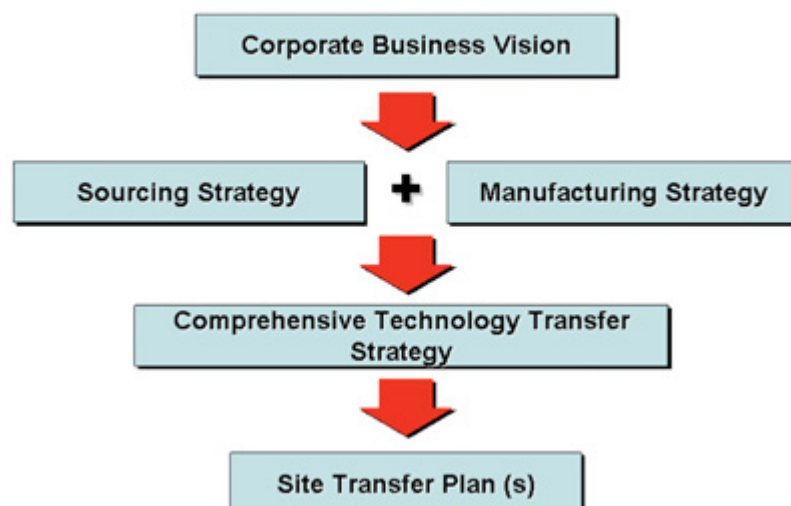 Corporate Business Vision
Sourcing Strategy + Manufacturing Strategy
Comprehensive Technology Transfer
Strategy
Site Transfer Plan (s)